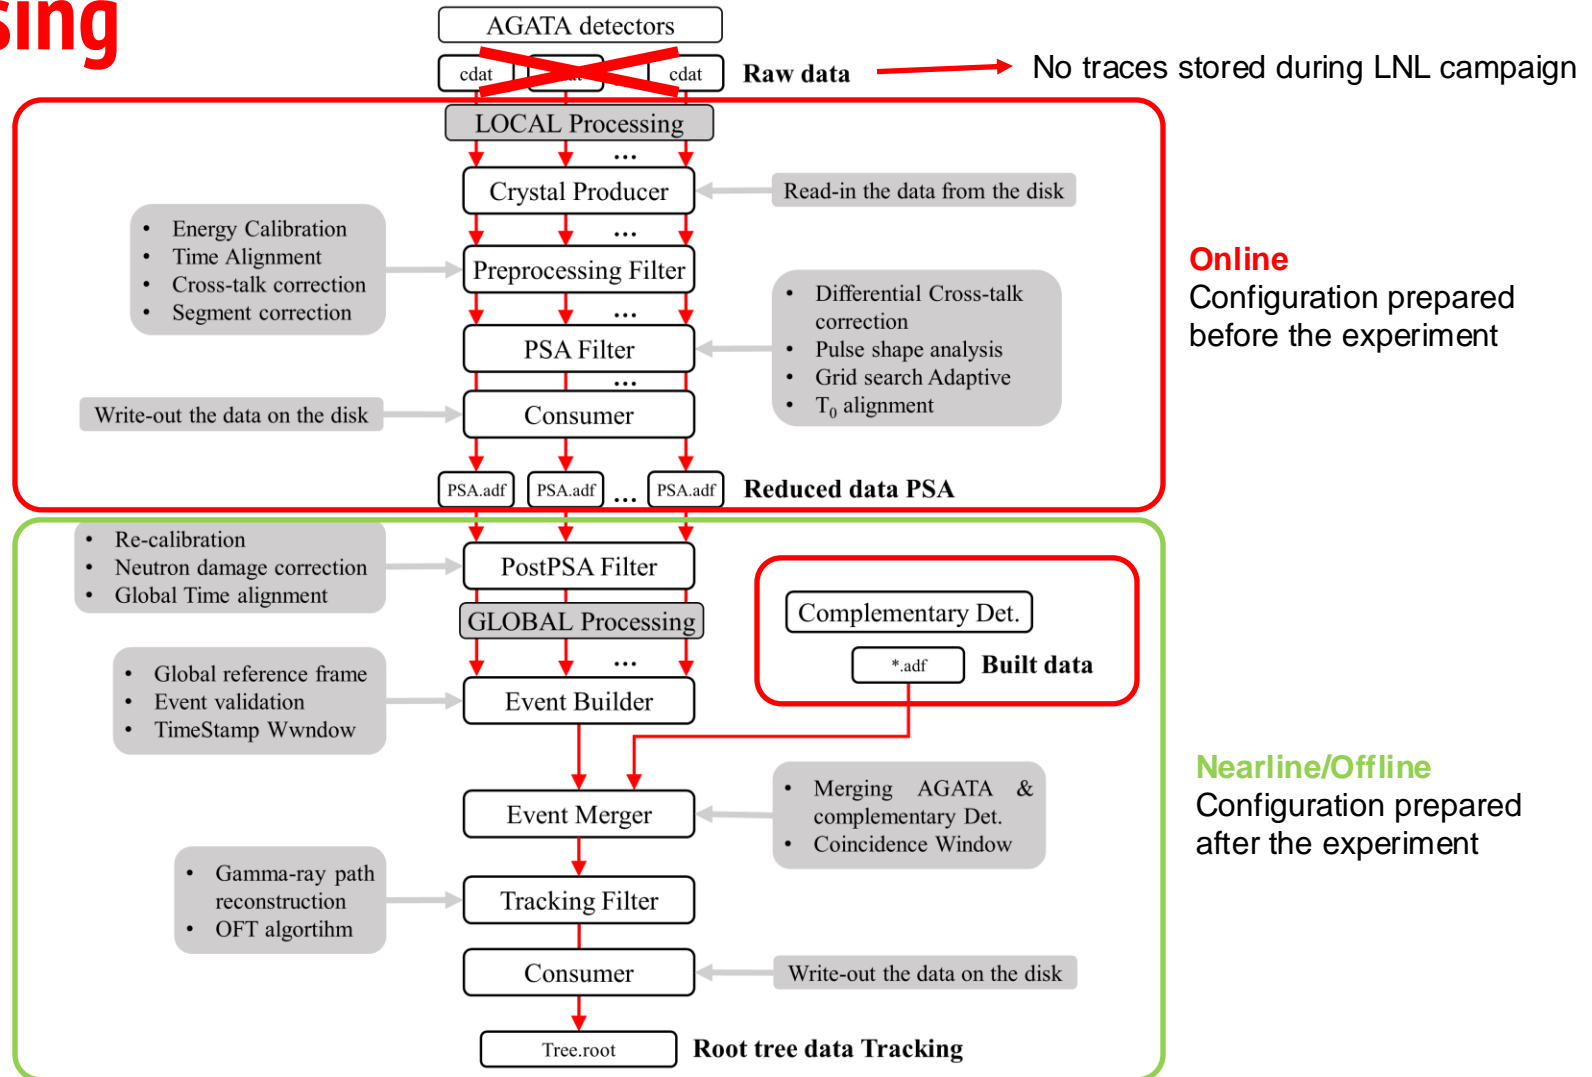 sing
AGATA detectors
cdat
cdat
Raw data
No traces stored during LNL campaign
LOCAL Processing
...
Crystal Producer
Read-in the data from the disk
...
• Energy Calibration
• Time Alignment
• Cross-talk correction
• Segment correction
Preprocessing Filter
...
• Differential Cross-talk
correction
• Pulse shape analysis
• Grid search Adaptive
• T0 alignment
PSA Filter
...
Write-out the data on the disk
Consumer
PSA.adf
PSA.adf
...
PSA.adf
Reduced data PSA
Online
Configuration prepared
before the experiment
• Re-calibration
• Neutron damage correction
• Global Time alignment
PostPSA Filter
GLOBAL Processing
...
Complementary Det.
*.adf
Built data
• Global reference frame
• Event validation
• TimeStamp Wwndow
Event Builder
Event Merger
• Merging AGATA &
complementary Det.
• Coincidence Window
• Gamma-ray path
reconstruction
• OFT algortihm
Tracking Filter
Consumer
Write-out the data on the disk
Tree.root
Root tree data Tracking
Nearline/Offline
Configuration prepared
after the experiment